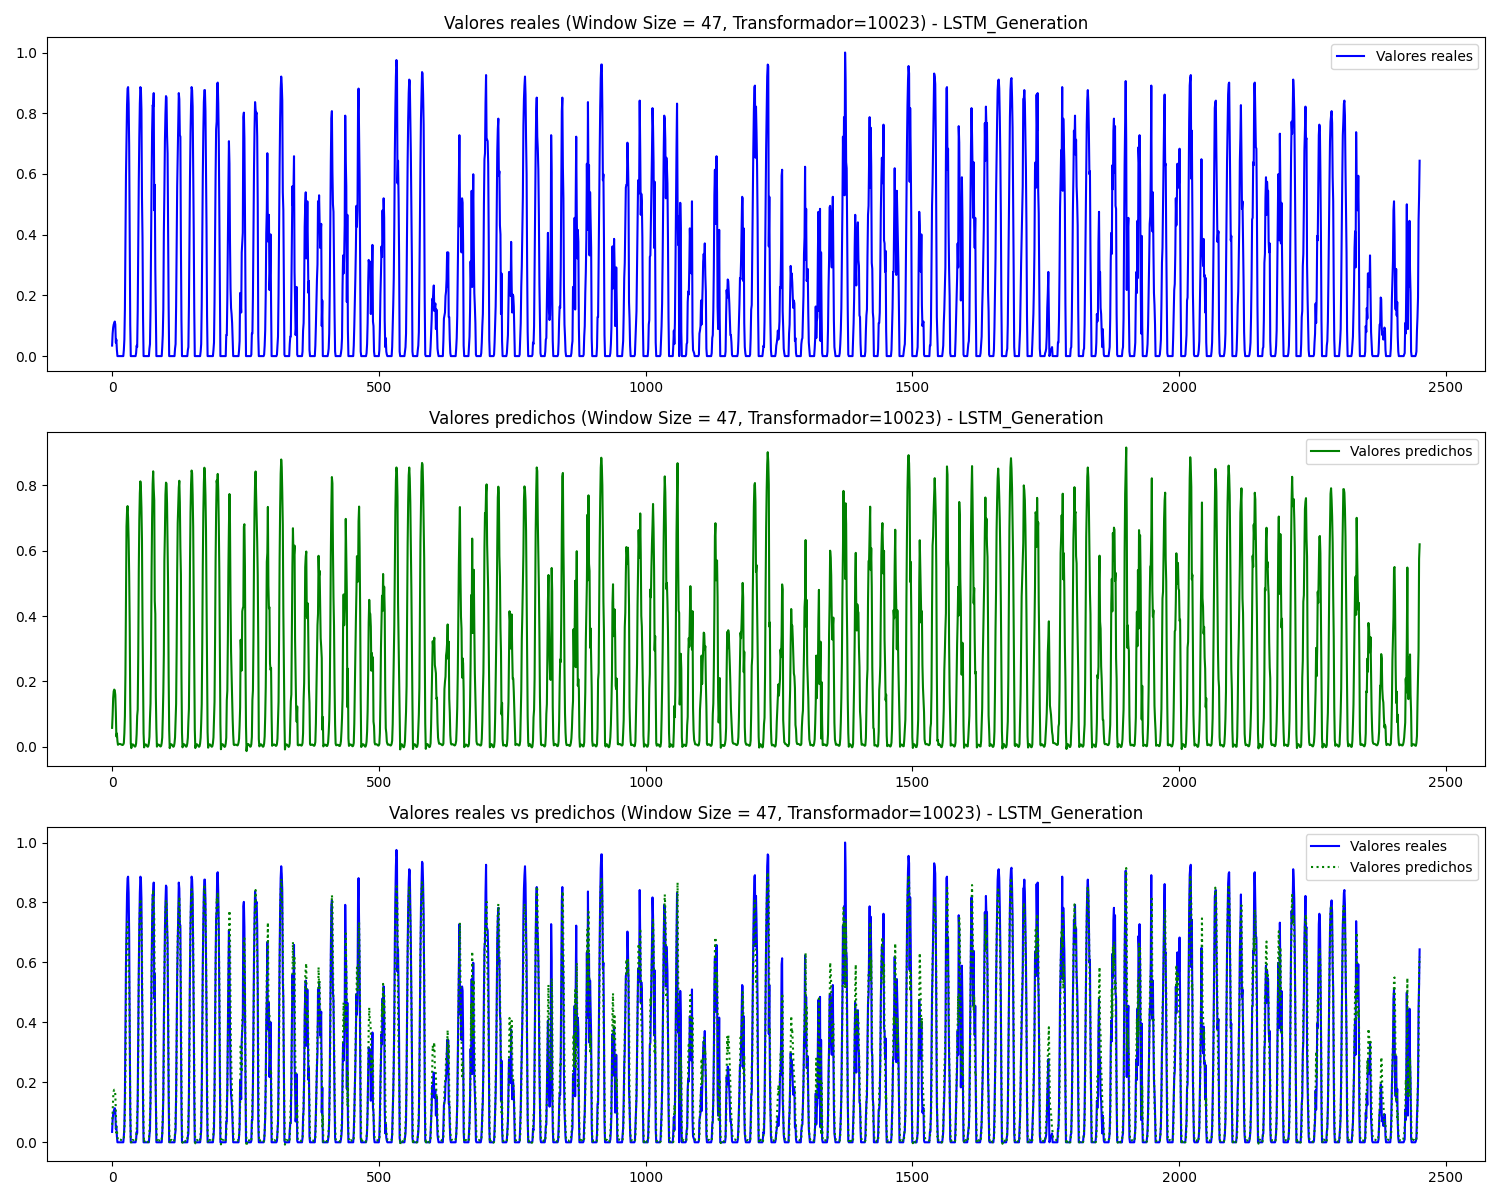 Valores reales (Window Size = 47, Transformador=10023) - LSTM_Generation
Valores reales
1.0
0.8
0.6
0.4
0.2
0.0
0 500 1000 1500 2000 2500
Valores predichos (Window Size = 47, Transformador=10023) - LSTM_Generation
Valores predichos
0.8
0.6
0.4
0.2
0.0
0 500 1000 1500 2000 2500
Valores reales vs predichos (Window Size = 47, Transformador=10023) - LSTM_Generation
Valores reales
Valores predichos
1.0
0.8
0.6
0.4
0.2
0.0
0 500 1000 1500 2000 2500